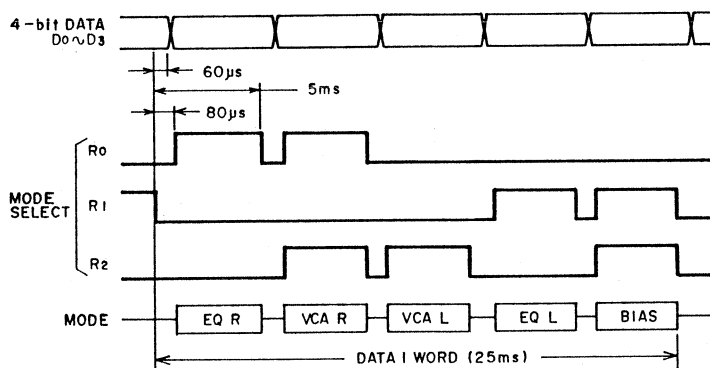 4-bit DATA
D0~D3
60μs
5ms
80μs
R0
MODE
SELECT
R1
R2
MODE
EQ R
VCA R
VCA L
EQ L
BIAS
DATA 1 WORD (25ms)